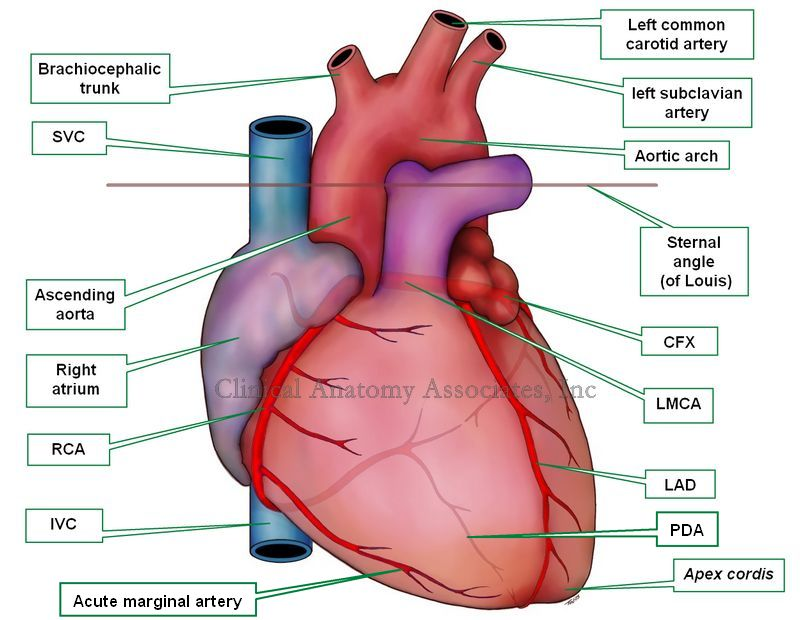 Brachiocephalic
trunk
SVC
Ascending
aorta
Right
atrium
RCA
IVC
Acute marginal artery
Left common
carotid artery
left subclavian
artery
Aortic arch
Sternal
angle
(of Louis)
CFX
LMCA
LAD
PDA
Apex cordis
Clinical Anatomy Associates, Inc